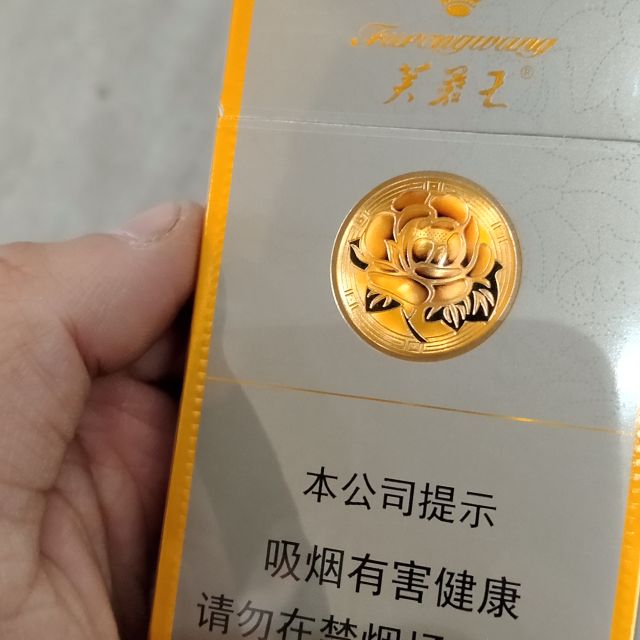 Furongwang
芙蓉王®
本公司提示
吸烟有害健康
请勿在禁烟场